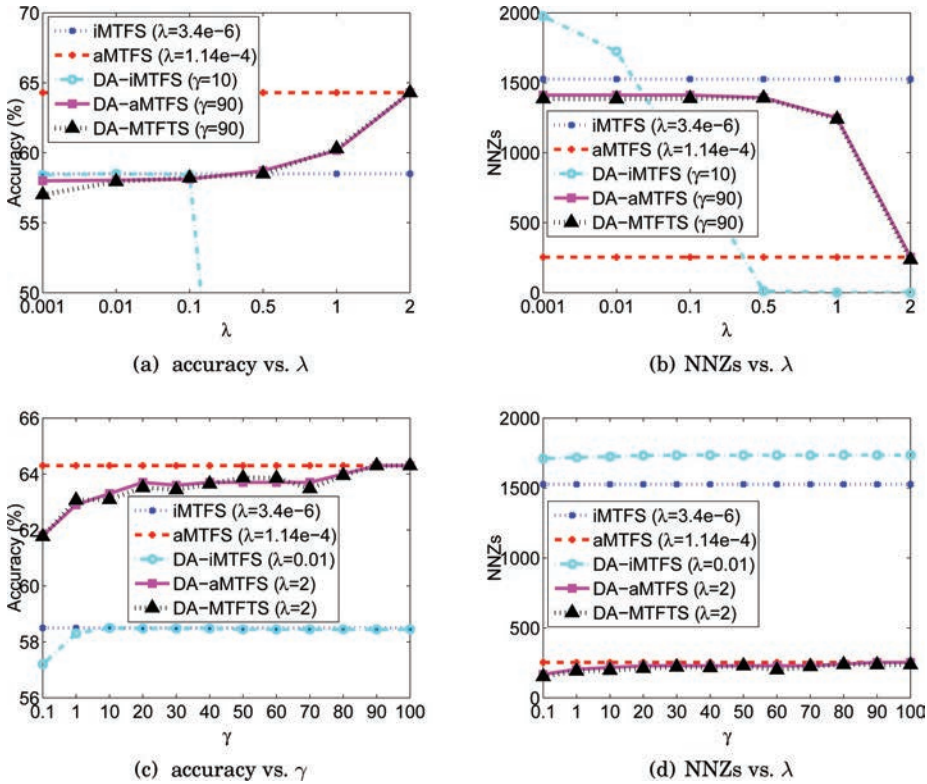 70
65
60
55
50
Accuracy (%)
iMTFS (λ=3.4e−6)
aMTFS (λ=1.14e−4)
DA−iMTFS (γ=10)
DA−aMTFS (γ=90)
DA−MTFTS (γ=90)
0.001 0.01 0.1 0.5 1 2
λ
(a) accuracy vs. λ
2000
1500
1000
500
0
NNZs
iMTFS (λ=3.4e−6)
aMTFS (λ=1.14e−4)
DA−iMTFS (γ=10)
DA−aMTFS (γ=90)
DA−MTFTS (γ=90)
0.001 0.01 0.1 0.5 1 2
λ
(b) NNZs vs. λ
66
64
62
60
58
56
Accuracy (%)
iMTFS (λ=3.4e−6)
aMTFS (λ=1.14e−4)
DA−iMTFS (λ=0.01)
DA−aMTFS (λ=2)
DA−MTFTS (λ=2)
0.1 1 10 20 30 40 50 60 70 80 90 100
γ
(c) accuracy vs. γ
2000
1500
1000
500
0
NNZs
iMTFS (λ=3.4e−6)
aMTFS (λ=1.14e−4)
DA−iMTFS (λ=0.01)
DA−aMTFS (λ=2)
DA−MTFTS (λ=2)
0.1 1 10 20 30 40 50 60 70 80 90 100
γ
(d) NNZs vs. λ